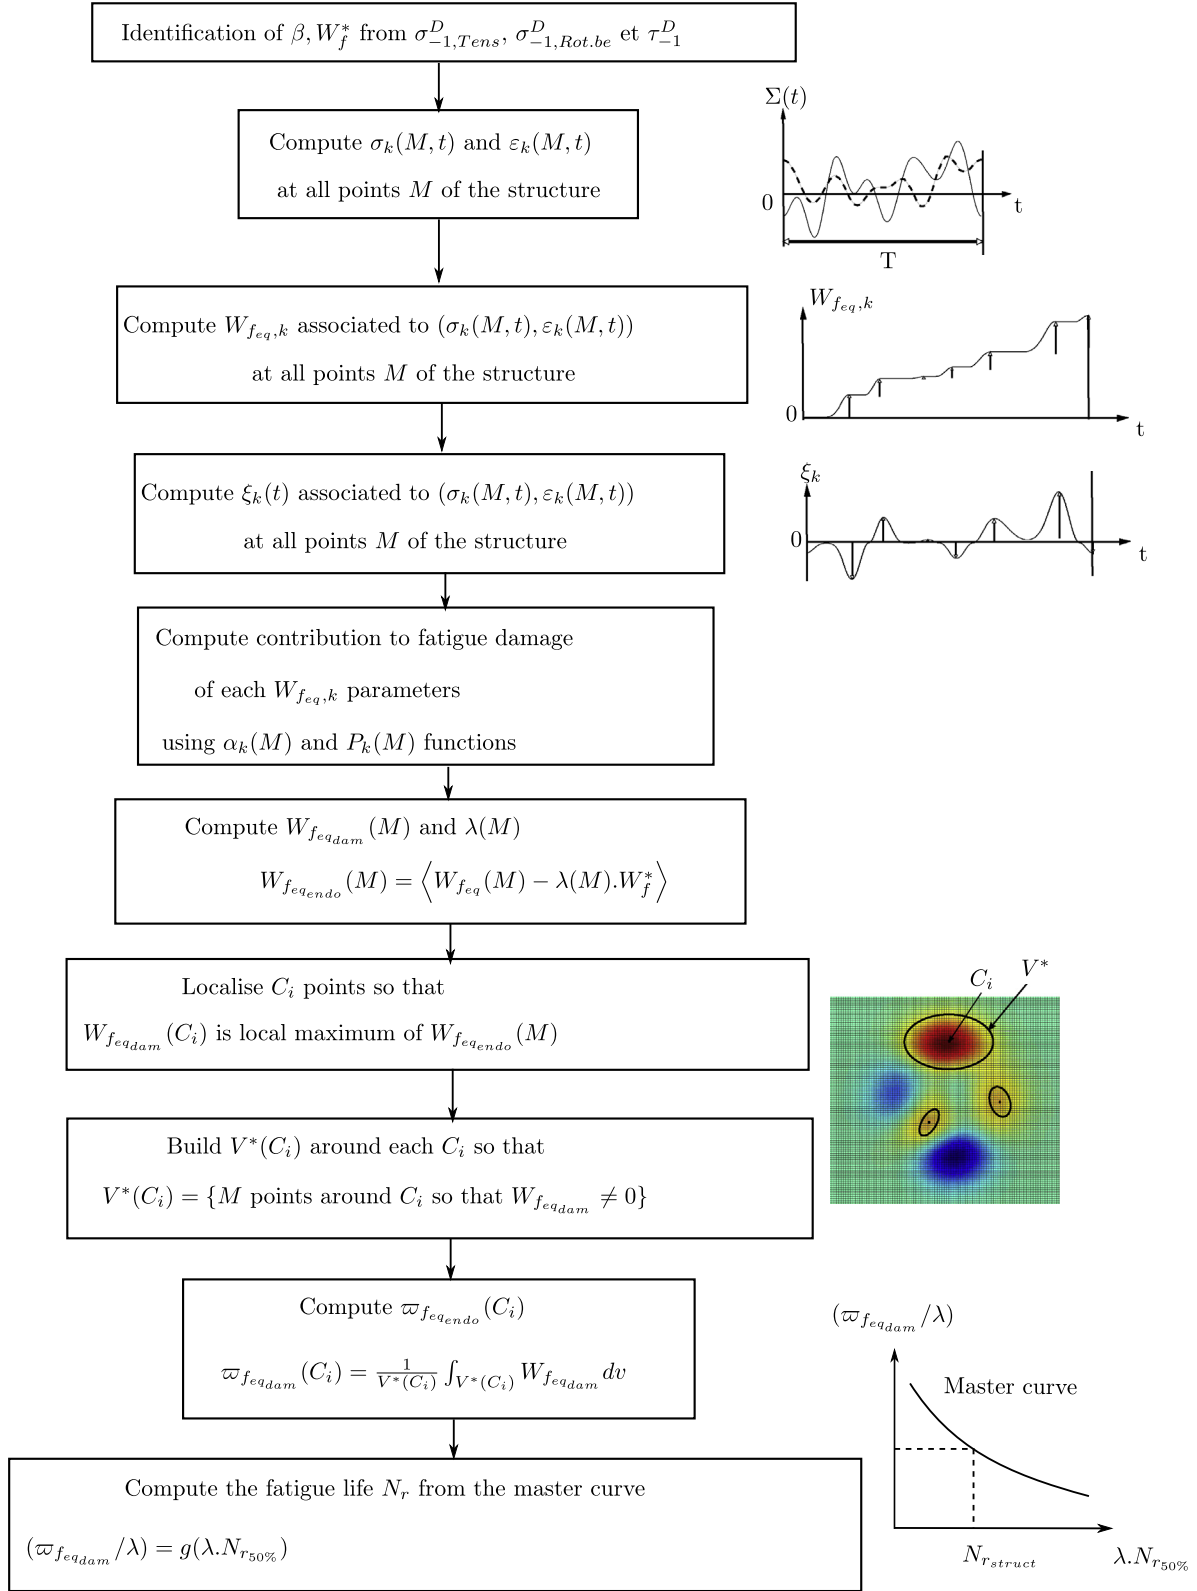 Identification of β, W_f^* from σ^D_{−1,Tens}, σ^D_{−1,Rot.be} et τ^D_{−1}
Compute σ_k(M, t) and ε_k(M, t)
at all points M of the structure
Σ(t)
0
t
T
Compute W_{f_{eq},k} associated to (σ_k(M, t), ε_k(M, t))
at all points M of the structure
W_{f_{eq},k}
0
t
Compute ξ_k(t) associated to (σ_k(M, t), ε_k(M, t))
at all points M of the structure
ξ_k
0
t
Compute contribution to fatigue damage
of each W_{f_{eq},k} parameters
using α_k(M) and P_k(M) functions
Compute W_{f_{eq_{dam}}}(M) and λ(M)
W_{f_{eq_{endo}}}(M) = ⟨W_{f_{eq}}(M) − λ(M).W_f^*⟩
Localise C_i points so that
W_{f_{eq_{dam}}}(C_i) is local maximum of W_{f_{eq_{endo}}}(M)
C_i
V^*
Build V^*(C_i) around each C_i so that
V^*(C_i) = {M points around C_i so that W_{f_{eq_{dam}}} ≠ 0}
Compute ϖ_{f_{eq_{endo}}}(C_i)
ϖ_{f_{eq_{dam}}}(C_i) = \frac{1}{V^*(C_i)} ∫_{V^*(C_i)} W_{f_{eq_{dam}}} dv
(ϖ_{f_{eq_{dam}}}/λ)
Master curve
N_{r_{struct}}
λ.N_{r_{50%}}
Compute the fatigue life N_r from the master curve
(ϖ_{f_{eq_{dam}}}/λ) = g(λ.N_{r_{50%}})